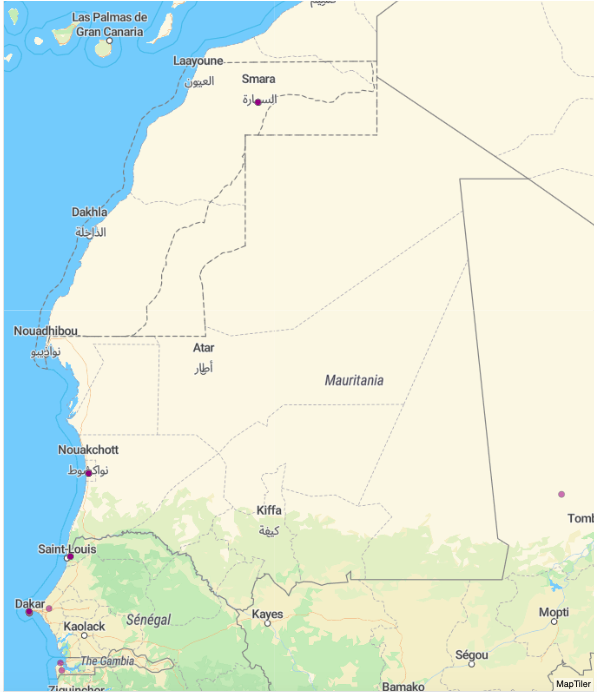 Las Palmas de
Gran Canaria
Laayoune
العيون
Smara
السمارة
Dakhla
الداخلة
Nouadhibou
نواذيبو
Atar
أطار
Mauritania
Nouakchott
نواكشوط
Kiffa
كيفة
Tomb
Saint-Louis
Dakar
Sénégal
Kaolack
Kayes
Mopti
The Gambia
Ségou
Ziguinchor
Bamako
MapTiler